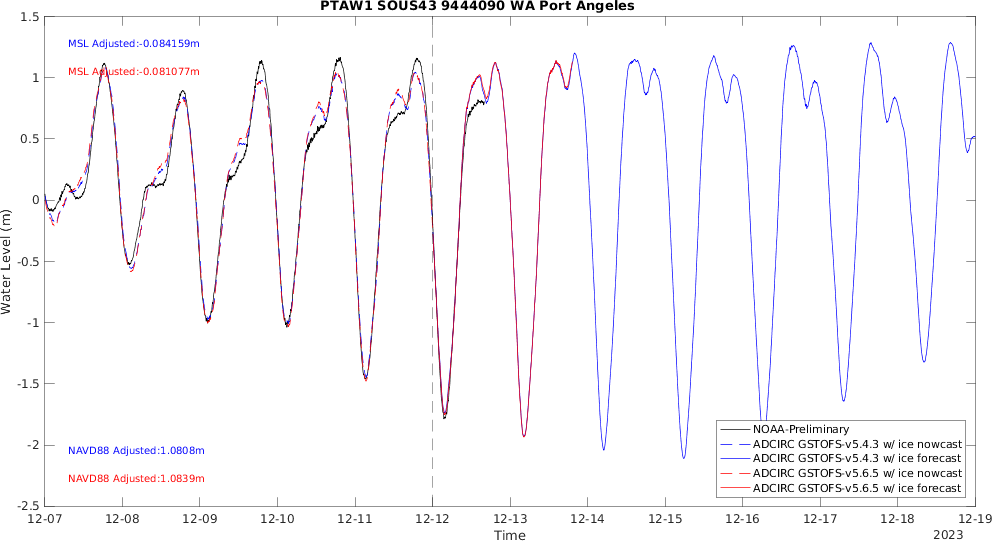 PTAW1 SOUS43 9444090 WA Port Angeles
1.5
1
0.5
0
-0.5
-1
-1.5
-2
-2.5
Water Level (m)
MSL Adjusted:-0.084159m
MSL Adjusted:-0.081077m
NAVD88 Adjusted:1.0808m
NAVD88 Adjusted:1.0839m
NOAA-Preliminary
ADCIRC GSTOFS-v5.4.3 w/ ice nowcast
ADCIRC GSTOFS-v5.4.3 w/ ice forecast
ADCIRC GSTOFS-v5.6.5 w/ ice nowcast
ADCIRC GSTOFS-v5.6.5 w/ ice forecast
12-07 12-08 12-09 12-10 12-11 12-12 12-13 12-14 12-15 12-16 12-17 12-18 12-19
Time
2023